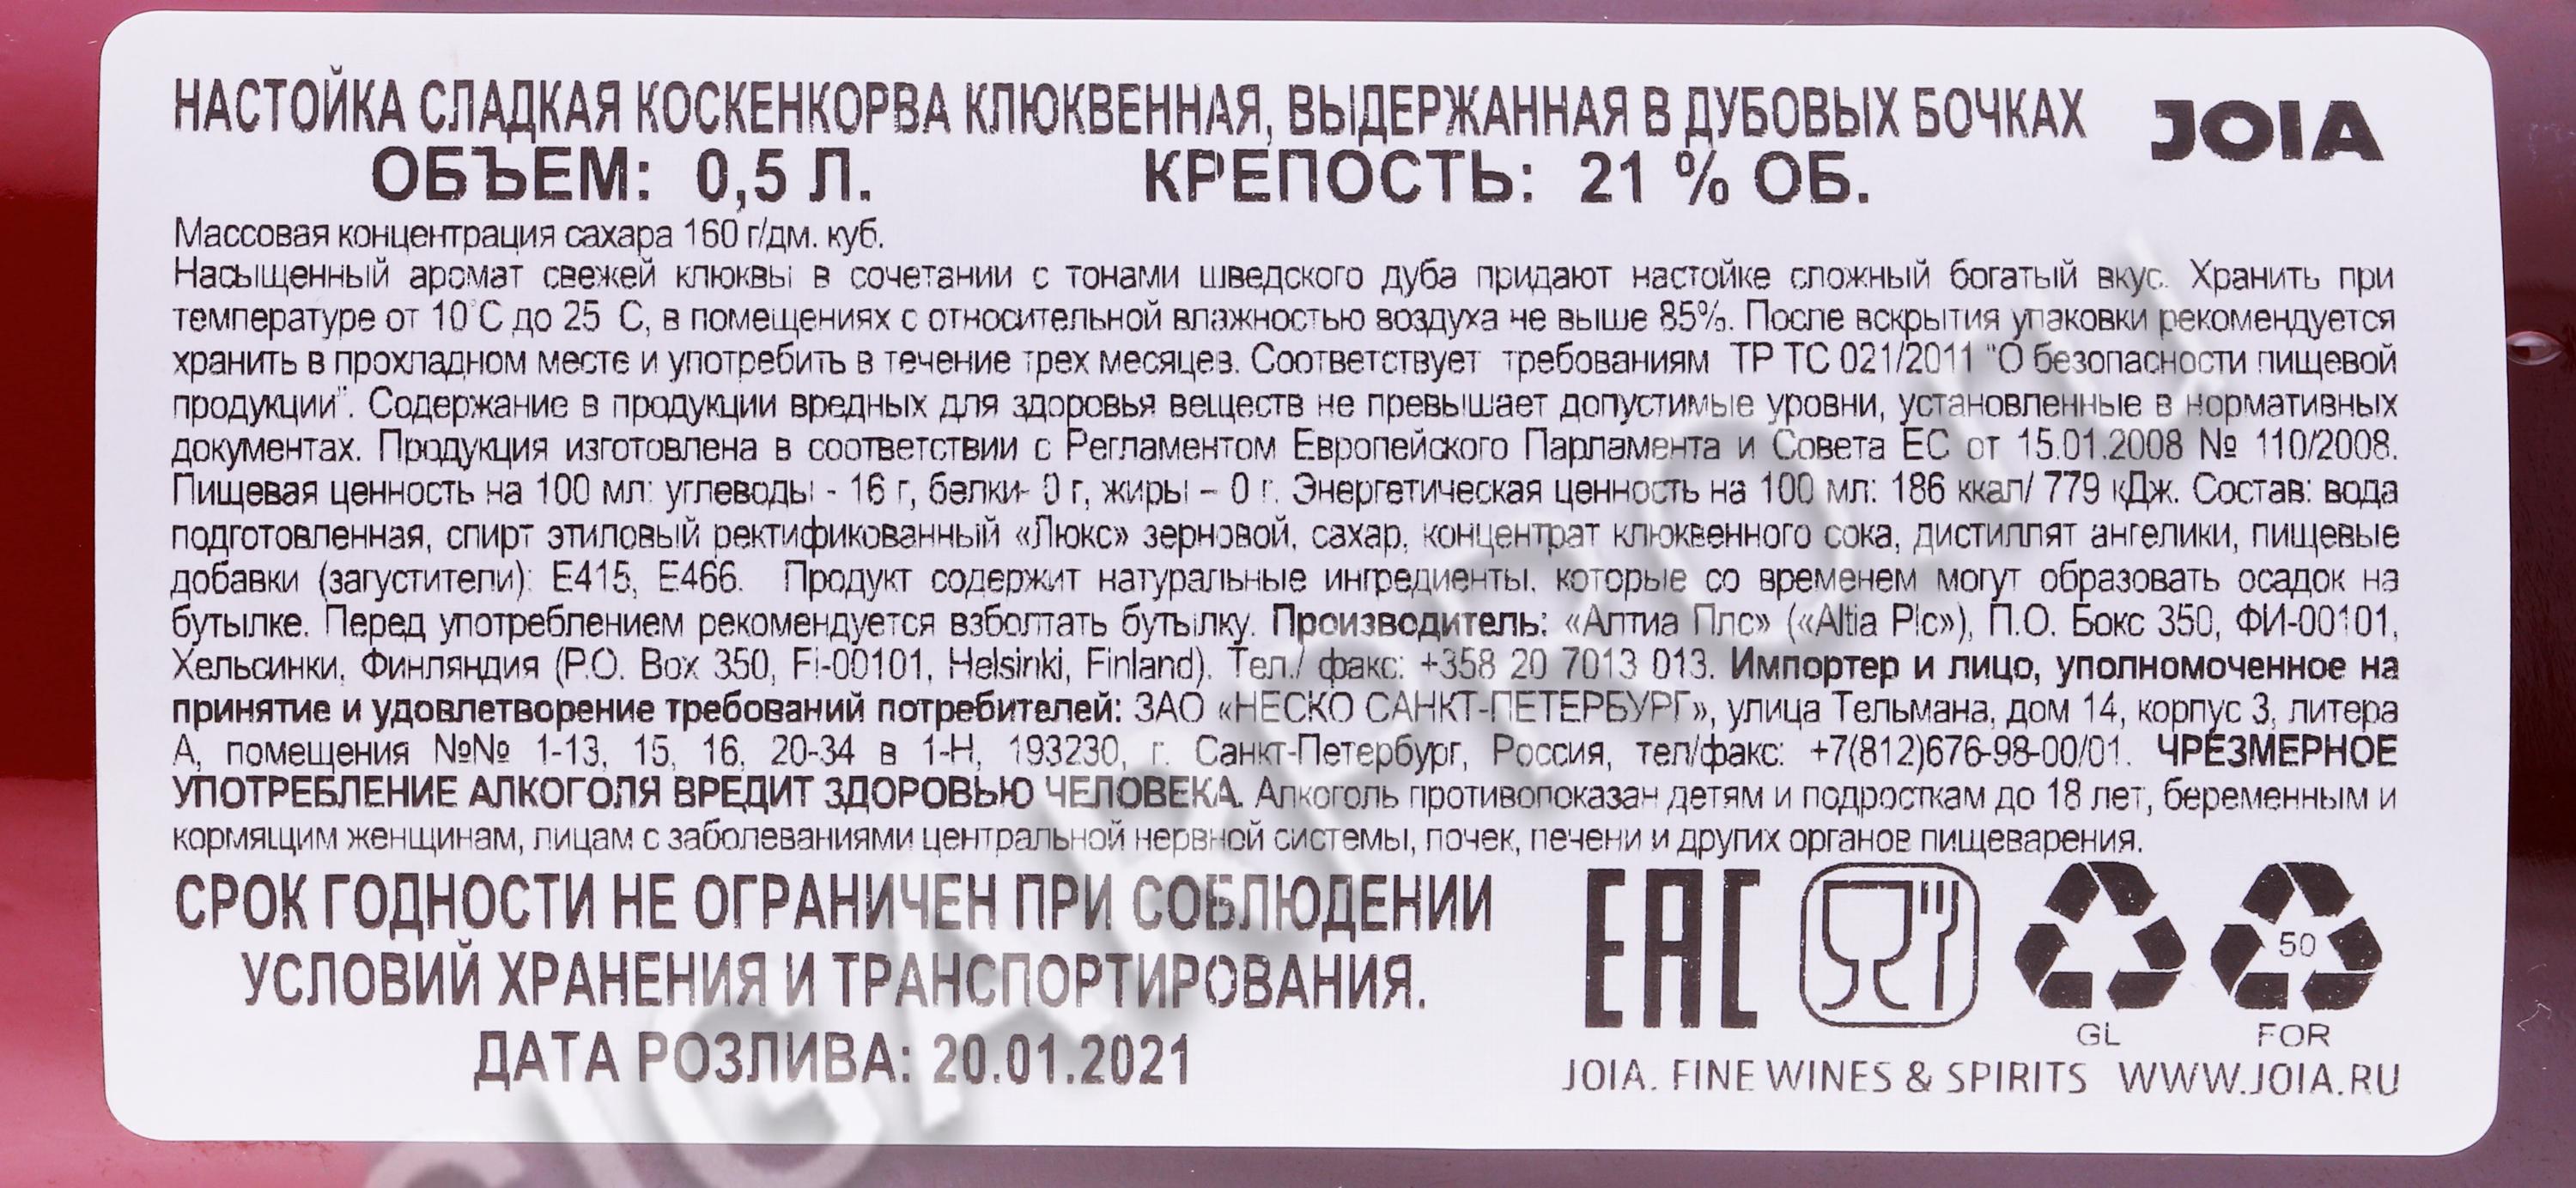 НАСТОЙКА СЛАДКАЯ КОСКЕНКОРВА КЛЮКВЕННАЯ, ВЫДЕРЖАННАЯ В ДУБОВЫХ БОЧКАХ
JOIA
ОБЪЕМ: 0,5 Л. КРЕПОСТЬ: 21 % ОБ.
Массовая концентрация сахара 160 г/дм. куб.
Насыщенный аромат свежей клюквы в сочетании с тонами шведского дуба придают настойке сложный богатый вкус. Хранить при
температуре от 10°С до 25 С, в помещениях с относительной влажностью воздуха не выше 85%. После вскрытия упаковки рекомендуется
хранить в прохладном месте и употребить в течение трех месяцев. Соответствует требованиям ТР ТС 021/2011 "О безопасности пищевой
продукции". Содержание в продукции вредных для здоровья веществ не превышает допустимые уровни, установленные в нормативных
документах. Продукция изготовлена в соответствии с Регламентом Европейского Парламента и Совета ЕС от 15.01.2008 № 110/2008.
Пищевая ценность на 100 мл: углеводы - 16 г, белки- 0 г, жиры – 0 г. Энергетическая ценность на 100 мл: 186 ккал/ 779 кДж. Состав: вода
подготовленная, спирт этиловый ректификованный «Люкс» зерновой, сахар, концентрат клюквенного сока, дистиллят ангелики, пищевые
добавки (загустители): Е415, Е466. Продукт содержит натуральные ингредиенты, которые со временем могут образовать осадок на
бутылке. Перед употреблением рекомендуется взболтать бутылку. Производитель: «Алтиа Плс» («Altia Plc»), П.О. Бокс 350, ФИ-00101,
Хельсинки, Финляндия (P.O. Box 350, FI-00101, Helsinki, Finland). Тел./ факс: +358 20 7013 013. Импортер и лицо, уполномоченное на
принятие и удовлетворение требований потребителей: ЗАО «НЕСКО САНКТ-ПЕТЕРБУРГ», улица Тельмана, дом 14, корпус 3, литера
А, помещения №№ 1-13, 15, 16, 20-34 в 1-Н, 193230, г. Санкт-Петербург, Россия, тел/факс: +7(812)676-98-00/01. ЧРЕЗМЕРНОЕ
УПОТРЕБЛЕНИЕ АЛКОГОЛЯ ВРЕДИТ ЗДОРОВЬЮ ЧЕЛОВЕКА. Алкоголь противопоказан детям и подросткам до 18 лет, беременным и
кормящим женщинам, лицам с заболеваниями центральной нервной системы, почек, печени и других органов пищеварения.
СРОК ГОДНОСТИ НЕ ОГРАНИЧЕН ПРИ СОБЛЮДЕНИИ
УСЛОВИЙ ХРАНЕНИЯ И ТРАНСПОРТИРОВАНИЯ.
ДАТА РОЗЛИВА: 20.01.2021
EAC
50
GL FOR
JOIA. FINE WINES & SPIRITS WWW.JOIA.RU
CIGARPRO.RU